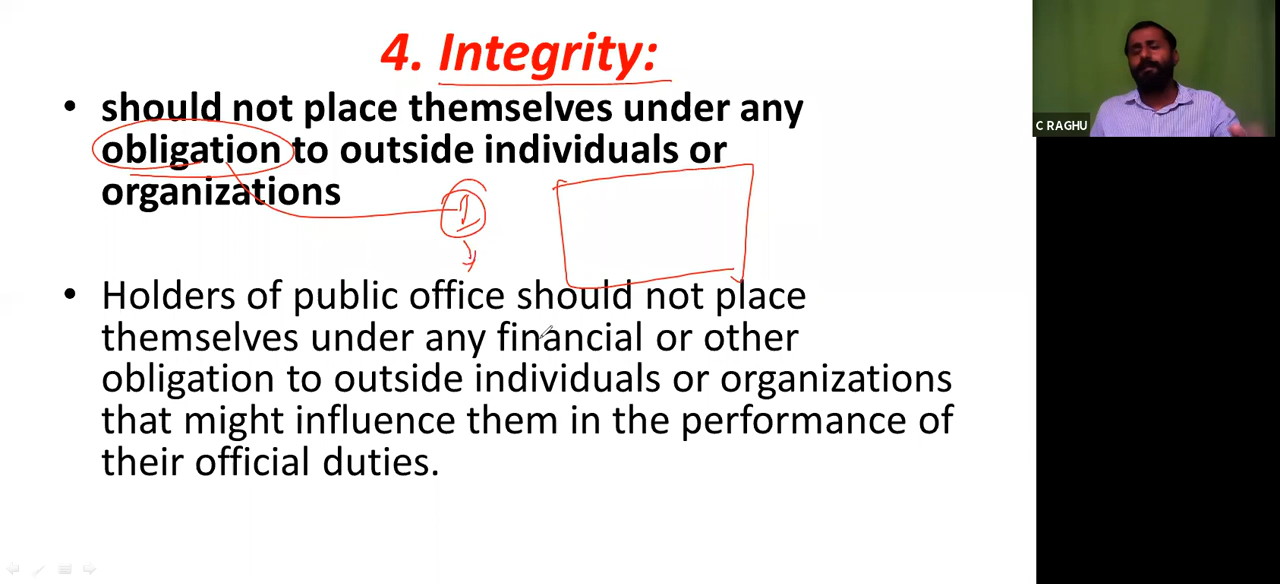 4. Integrity:
• should not place themselves under any
obligation to outside individuals or
organizations
• Holders of public office should not place
themselves under any financial or other
obligation to outside individuals or organizations
that might influence them in the performance of
their official duties.
C RAGHU